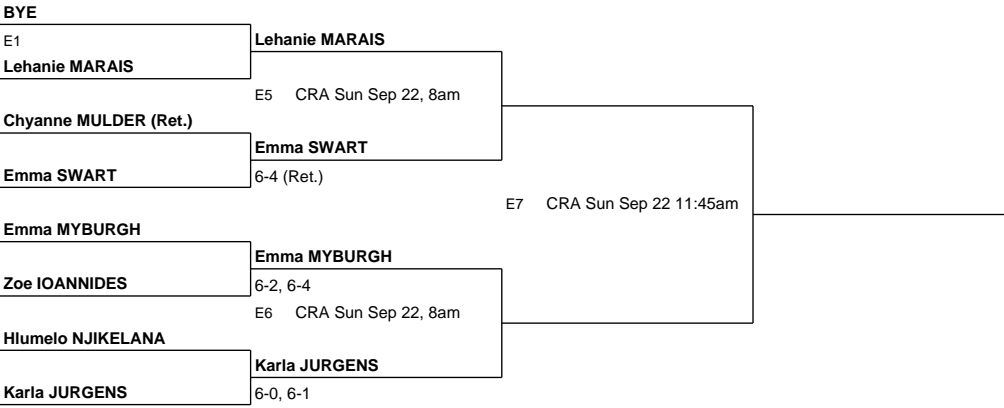 BYE
E1
Lehanie MARAIS
Lehanie MARAIS
E5 CRA Sun Sep 22, 8am
Chyanne MULDER (Ret.)
Emma SWART
Emma SWART
6-4 (Ret.)
E7 CRA Sun Sep 22 11:45am
Emma MYBURGH
Emma MYBURGH
Zoe IOANNIDES
6-2, 6-4
E6 CRA Sun Sep 22, 8am
Hlumelo NJIKELANA
Karla JURGENS
Karla JURGENS
6-0, 6-1